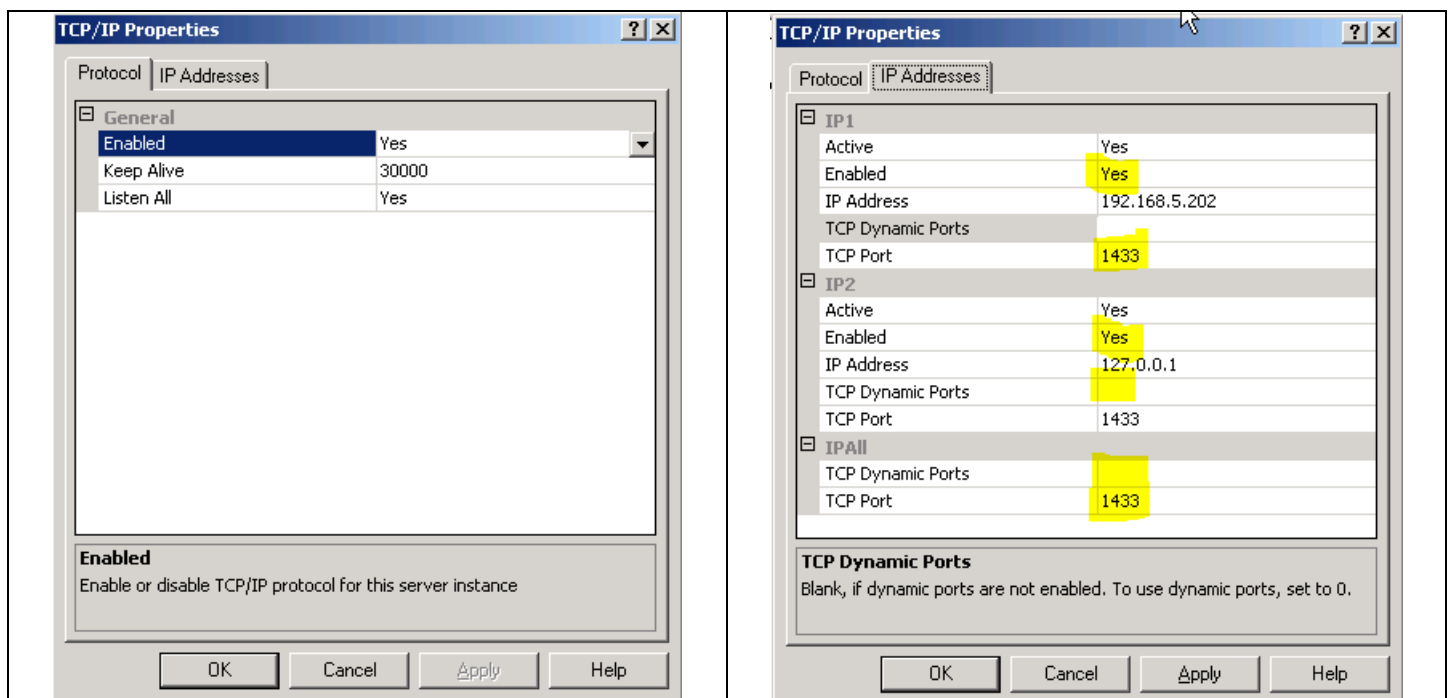 TCP/IP Properties
Protocol IP Addresses
General
Enabled Yes
Keep Alive 30000
Listen All Yes
Enabled
Enable or disable TCP/IP protocol for this server instance
OK Cancel Apply Help
TCP/IP Properties
Protocol IP Addresses
IP1
Active Yes
Enabled Yes
IP Address 192.168.5.202
TCP Dynamic Ports
TCP Port 1433
IP2
Active Yes
Enabled Yes
IP Address 127.0.0.1
TCP Dynamic Ports
TCP Port 1433
IPAll
TCP Dynamic Ports
TCP Port 1433
TCP Dynamic Ports
Blank, if dynamic ports are not enabled. To use dynamic ports, set to 0.
OK Cancel Apply Help